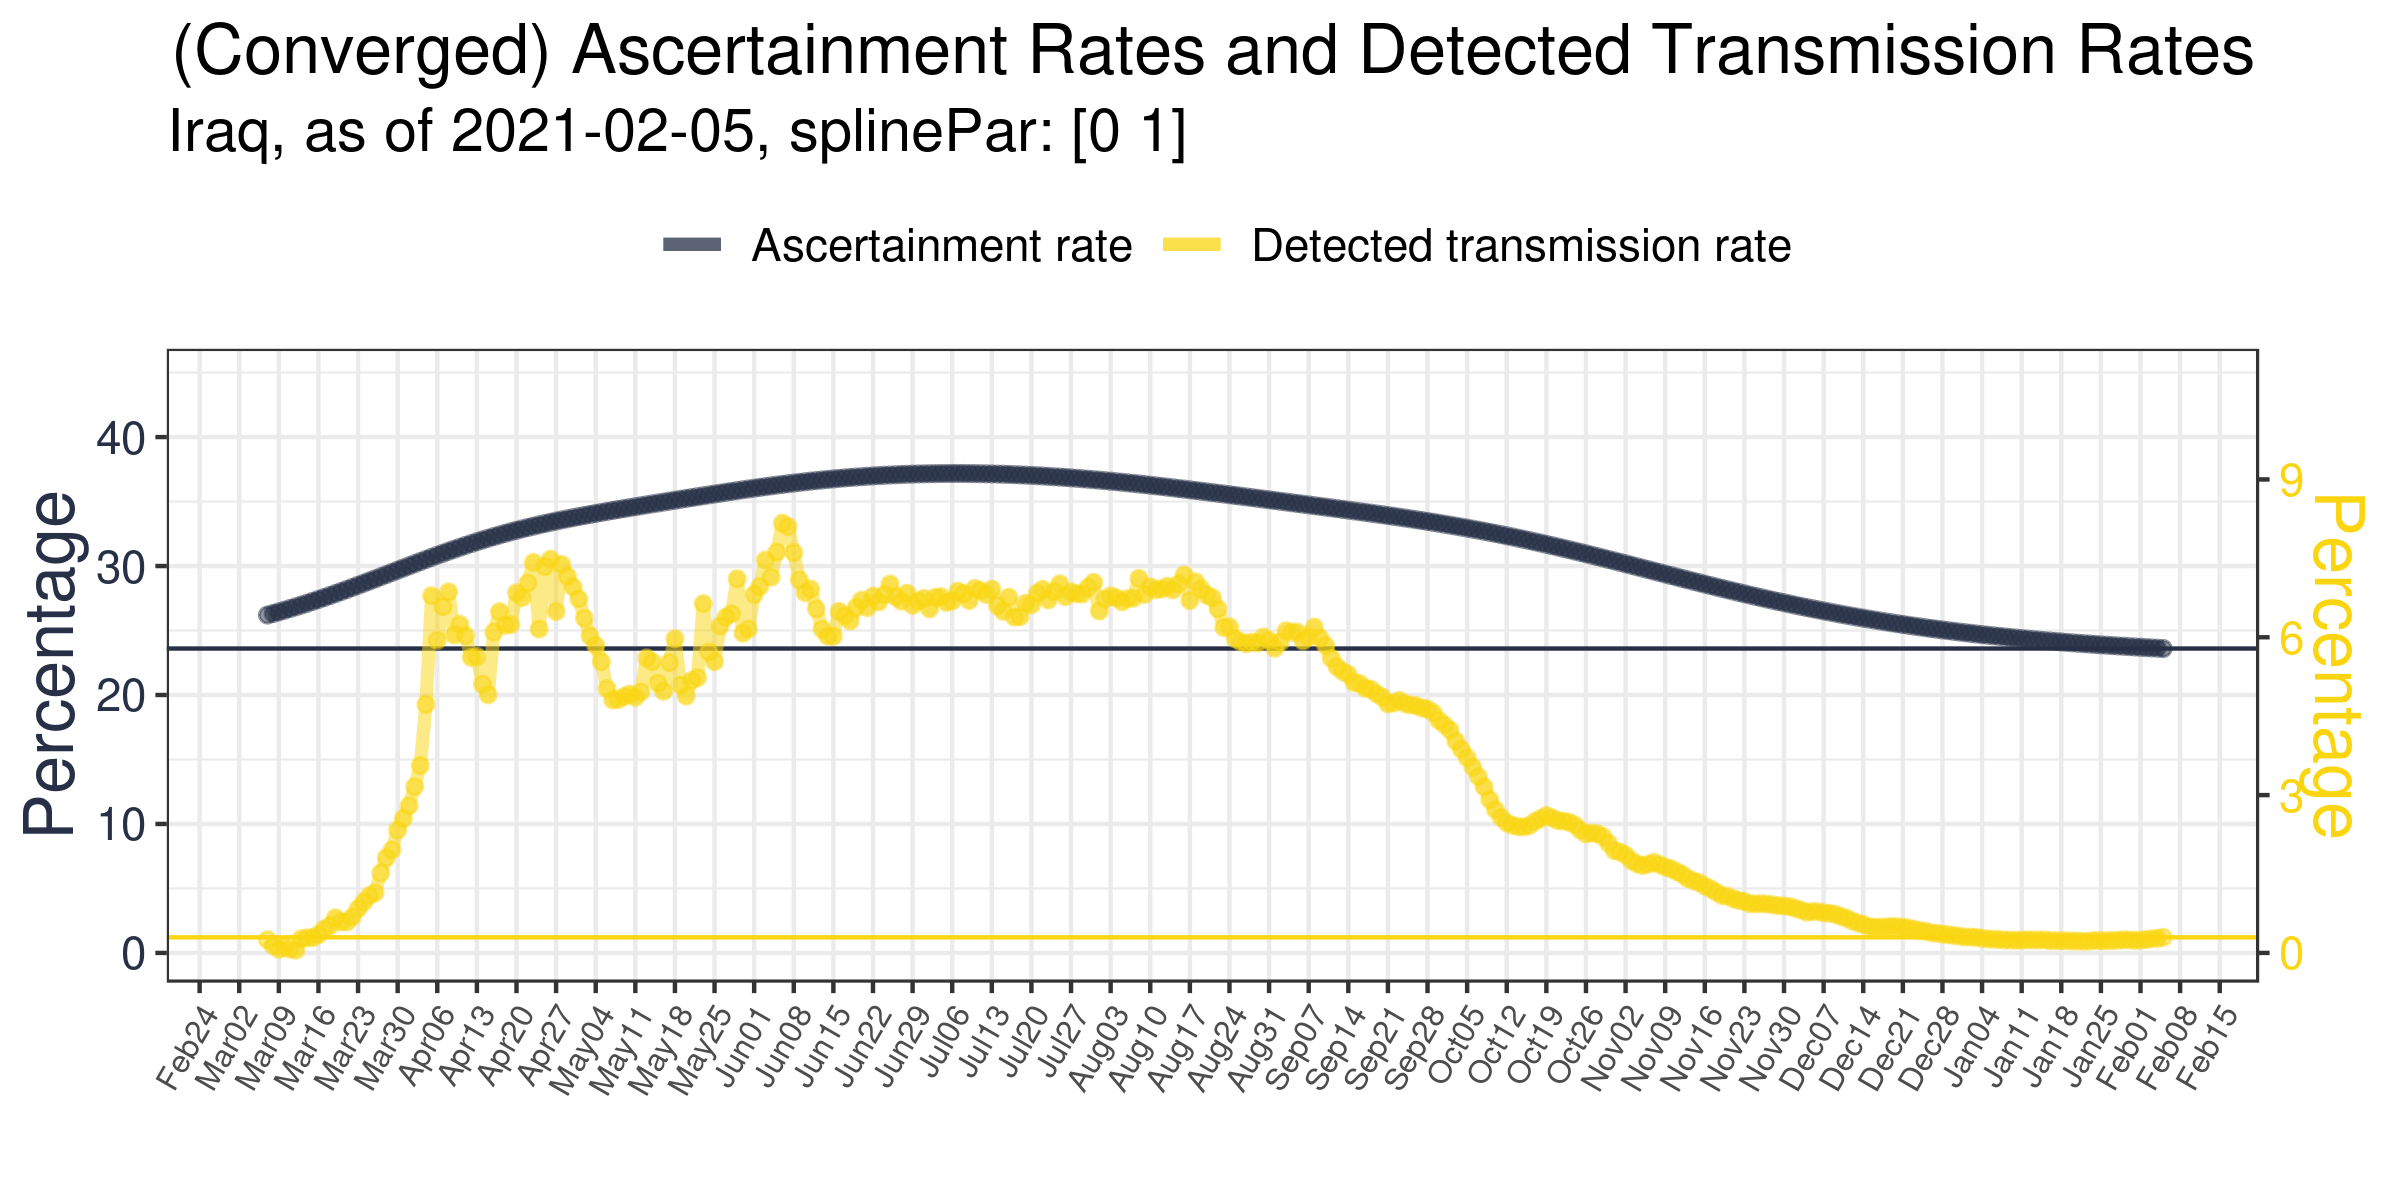 (Converged) Ascertainment Rates and Detected Transmission Rates
Iraq, as of 2021-02-05, splinePar: [0 1]
Ascertainment rate
Detected transmission rate
Percentage
40
30
20
10
0
9
6
3
0
Percentage
Feb24
Mar02
Mar09
Mar16
Mar23
Mar30
Apr06
Apr13
Apr20
Apr27
May04
May11
May18
May25
Jun01
Jun08
Jun15
Jun22
Jun29
Jul06
Jul13
Jul20
Jul27
Aug03
Aug10
Aug17
Aug24
Aug31
Sep07
Sep14
Sep21
Sep28
Oct05
Oct12
Oct19
Oct26
Nov02
Nov09
Nov16
Nov23
Nov30
Dec07
Dec14
Dec21
Dec28
Jan04
Jan11
Jan18
Jan25
Feb01
Feb08
Feb15